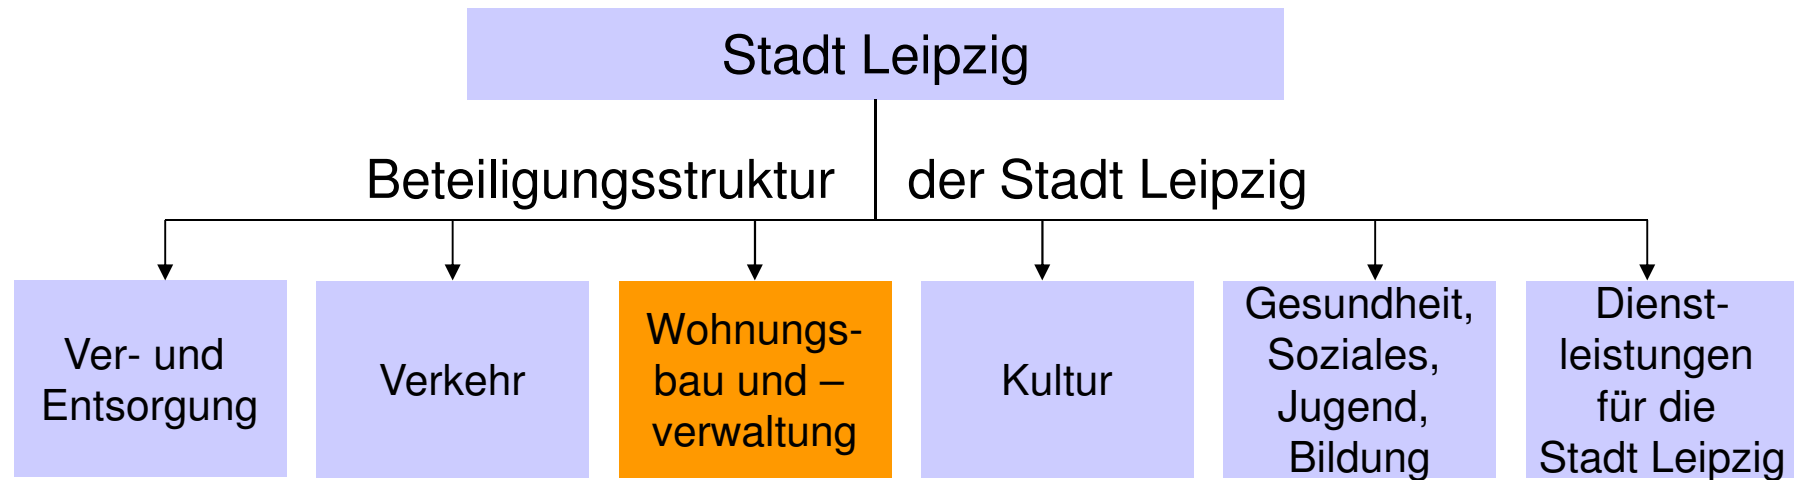 Stadt Leipzig
Beteiligungsstruktur der Stadt Leipzig
Ver- und
Entsorgung
Verkehr
Wohnungs-
bau und –
verwaltung
Kultur
Gesundheit,
Soziales,
Jugend,
Bildung
Dienst-
leistungen
für die
Stadt Leipzig